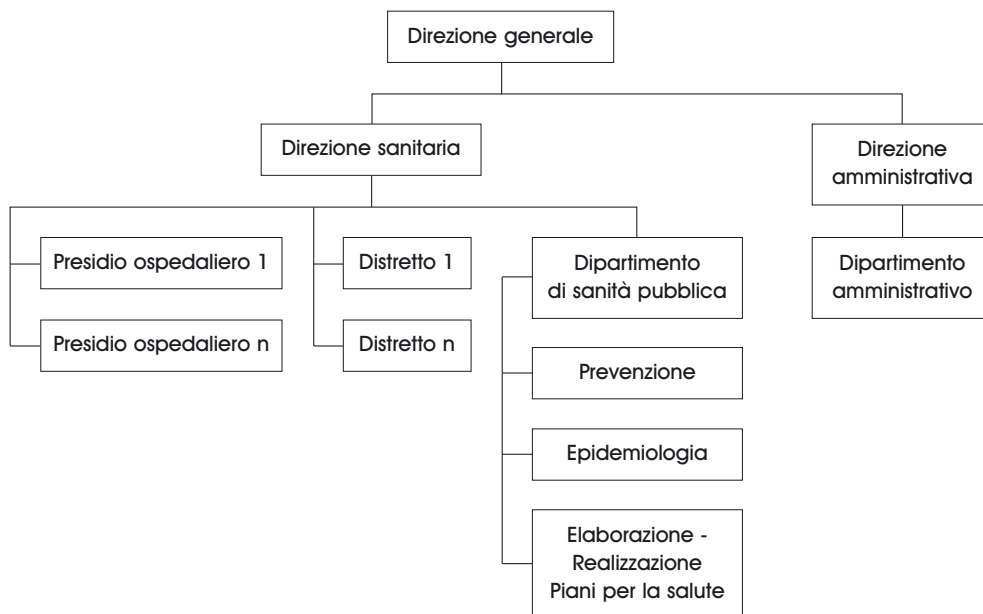 Direzione generale
Direzione sanitaria
Direzione
amministrativa
Presidio ospedaliero 1
Distretto 1
Dipartimento
di sanità pubblica
Dipartimento
amministrativo
Presidio ospedaliero n
Distretto n
Prevenzione
Epidemiologia
Elaborazione -
Realizzazione
Piani per la salute